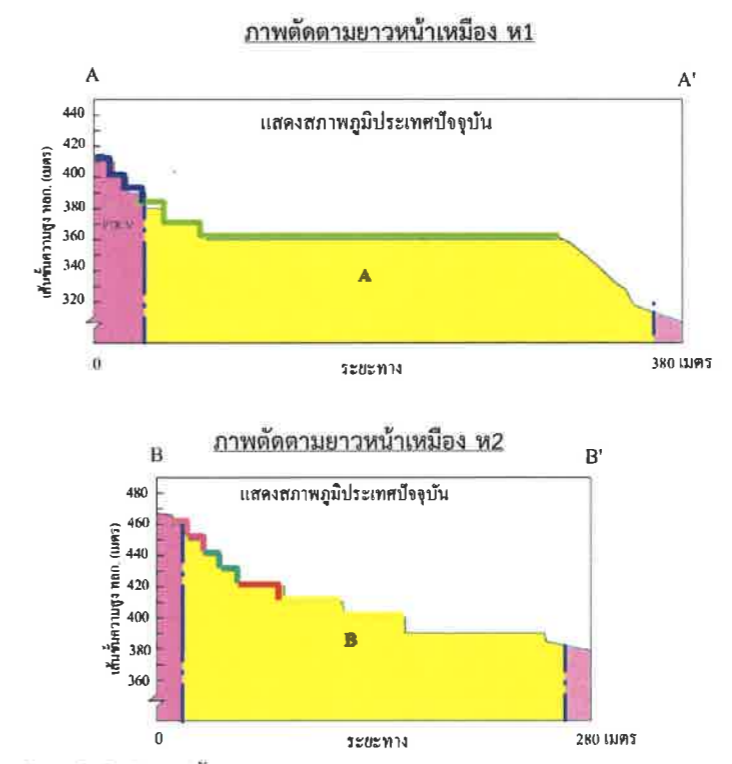 ภาพตัดตามยาวหน้าเหมือง ห1
A A'
แสดงสภาพภูมิประเทศปัจจุบัน
440
420
400
380
360
340
320
เส้นชั้นความสูง ทลก. (เมตร)
A
0 ระยะทาง 380 เมตร
ภาพตัดตามยาวหน้าเหมือง ห2
B B'
แสดงสภาพภูมิประเทศปัจจุบัน
480
460
440
420
400
380
360
เส้นชั้นความสูง ทลก. (เมตร)
B
0 ระยะทาง 280 เมตร